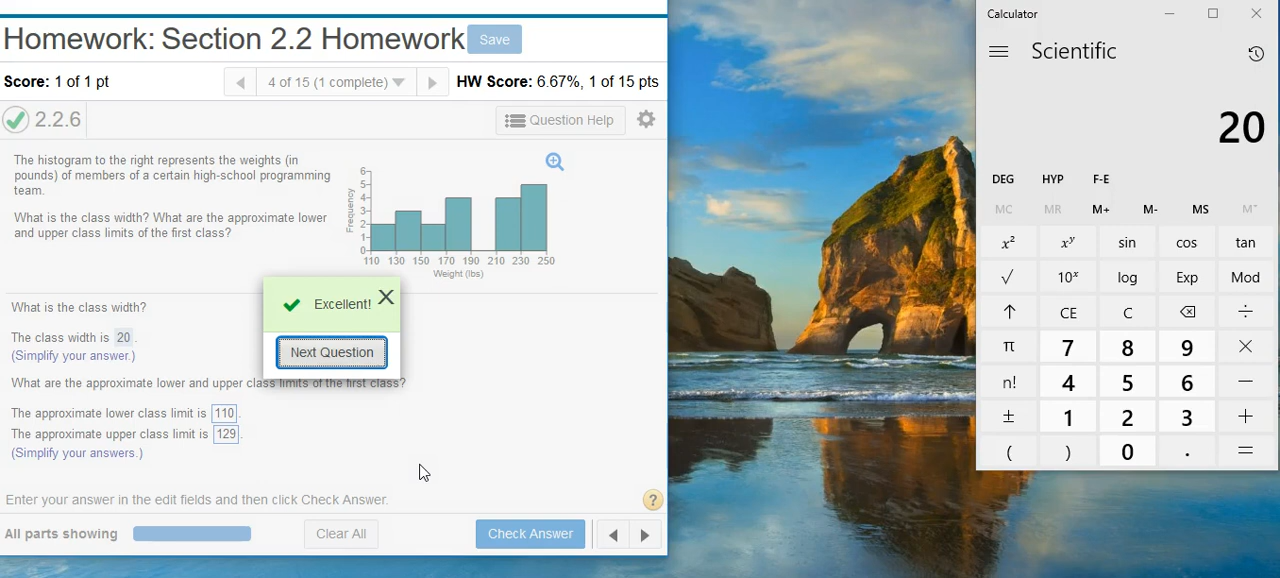 Homework: Section 2.2 Homework
Save
Score: 1 of 1 pt
4 of 15 (1 complete)
HW Score: 6.67%, 1 of 15 pts
2.2.6
Question Help
The histogram to the right represents the weights (in
pounds) of members of a certain high-school programming
team.
What is the class width? What are the approximate lower
and upper class limits of the first class?
Frequency
6
5
4
3
2
1
0
110 130 150 170 190 210 230 250
Weight (lbs)
Excellent!
Next Question
What is the class width?
The class width is 20.
(Simplify your answer.)
What are the approximate lower and upper class limits of the first class?
The approximate lower class limit is 110.
The approximate upper class limit is 129.
(Simplify your answers.)
Enter your answer in the edit fields and then click Check Answer.
?
All parts showing
Clear All
Check Answer
Calculator
Scientific
20
DEG HYP F-E
MC MR M+ M- MS M˅
x² xʸ sin cos tan
√ 10ˣ log Exp Mod
↑ CE C ⌫ ÷
π 7 8 9 ×
n! 4 5 6 −
± 1 2 3 +
( ) 0 . =